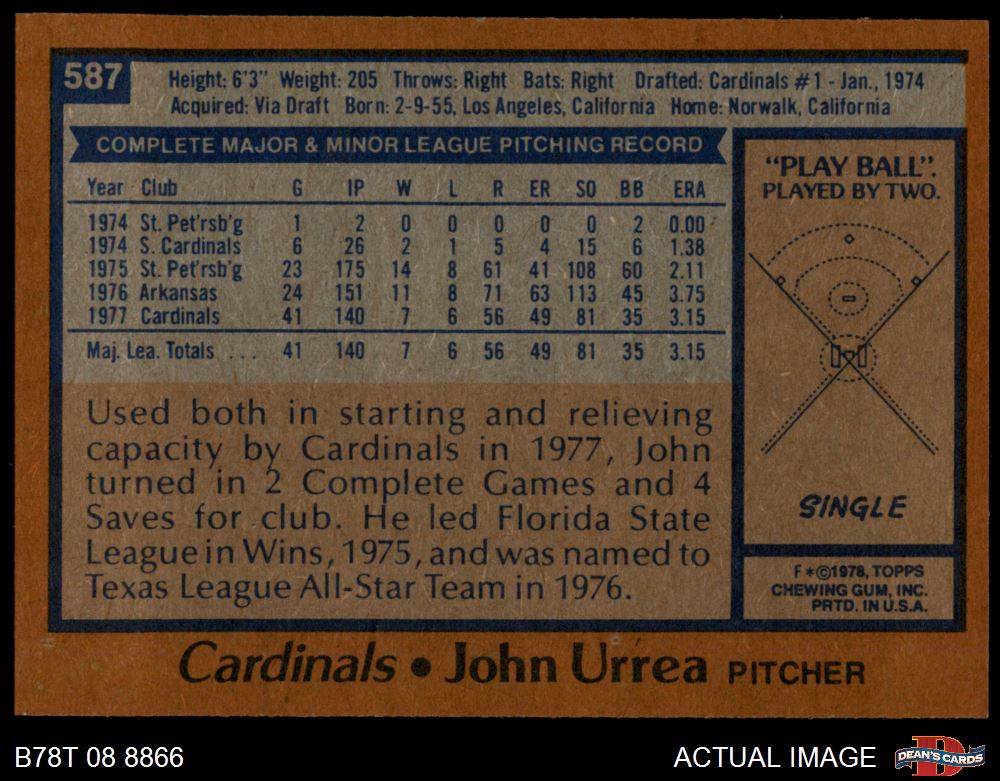 587
Height: 6'3" Weight: 205 Throws: Right Bats: Right Drafted: Cardinals #1 - Jan., 1974
Acquired: Via Draft Born: 2-9-55, Los Angeles, California Home: Norwalk, California
COMPLETE MAJOR & MINOR LEAGUE PITCHING RECORD
Year Club G IP W L R ER SO BB ERA
1974 St. Pet'rsb'g 1 2 0 0 0 0 0 2 0.00
1974 S. Cardinals 6 26 2 1 5 4 15 6 1.38
1975 St. Pet'rsb'g 23 175 14 8 61 41 108 60 2.11
1976 Arkansas 24 151 11 8 71 63 113 45 3.75
1977 Cardinals 41 140 7 6 56 49 81 35 3.15
Maj. Lea. Totals ... 41 140 7 6 56 49 81 35 3.15
Used both in starting and relieving
capacity by Cardinals in 1977, John
turned in 2 Complete Games and 4
Saves for club. He led Florida State
League in Wins, 1975, and was named to
Texas League All-Star Team in 1976.
"PLAY BALL".
PLAYED BY TWO.
SINGLE
F*©1978, TOPPS
CHEWING GUM, INC.
PRTD. IN U.S.A.
Cardinals • John Urrea PITCHER
B78T 08 8866
ACTUAL IMAGE
D
DEAN'S CARDS